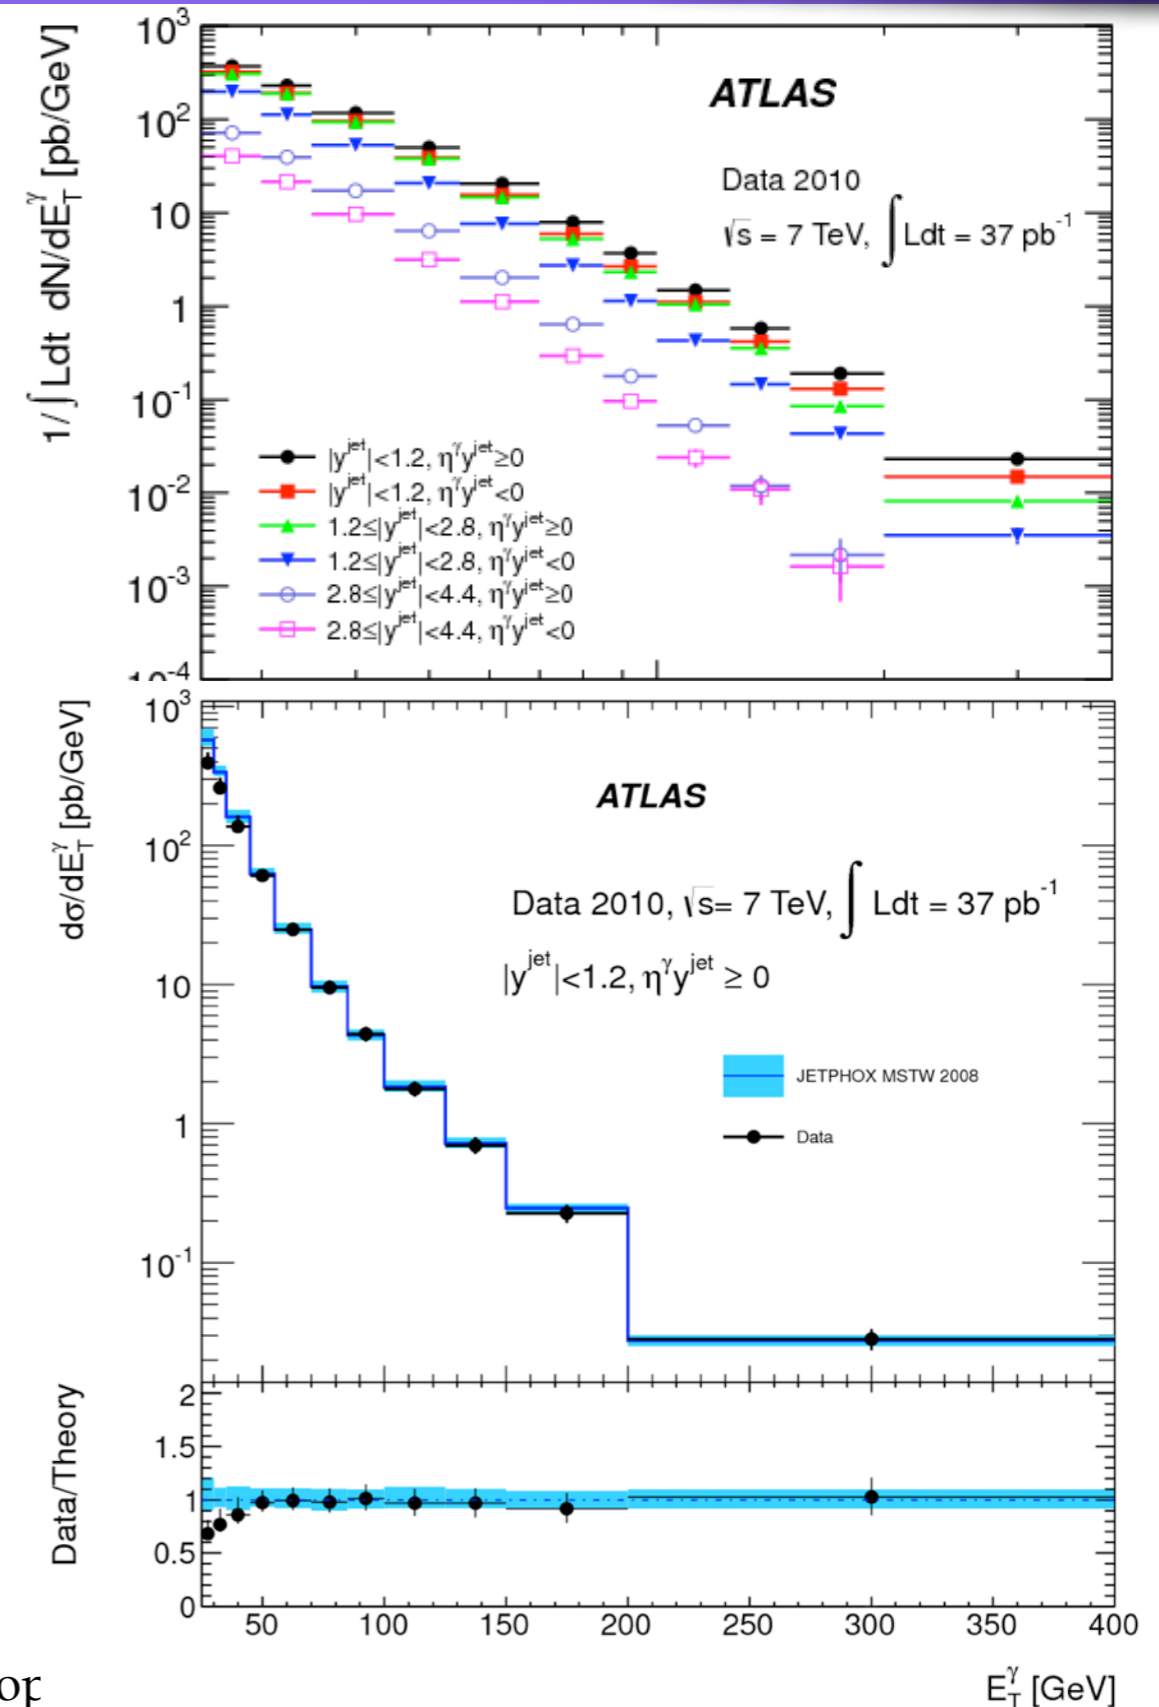 10³
10²
10
1
10⁻¹
10⁻²
10⁻³
10⁻⁴
1/∫Ldt dN/dE_T^γ [pb/GeV]
ATLAS
Data 2010
√s = 7 TeV, ∫Ldt = 37 pb⁻¹
|y^jet|<1.2, η^γy^jet≥0
|y^jet|<1.2, η^γy^jet<0
1.2≤|y^jet|<2.8, η^γy^jet≥0
1.2≤|y^jet|<2.8, η^γy^jet<0
2.8≤|y^jet|<4.4, η^γy^jet≥0
2.8≤|y^jet|<4.4, η^γy^jet<0
10³
10²
10
1
10⁻¹
dσ/dE_T^γ [pb/GeV]
ATLAS
Data 2010, √s= 7 TeV, ∫ Ldt = 37 pb⁻¹
|y^jet|<1.2, η^γy^jet ≥ 0
JETPHOX MSTW 2008
Data
Data/Theory
2
1.5
1
0.5
0
50 100 150 200 250 300 350 400
E_T^γ [GeV]